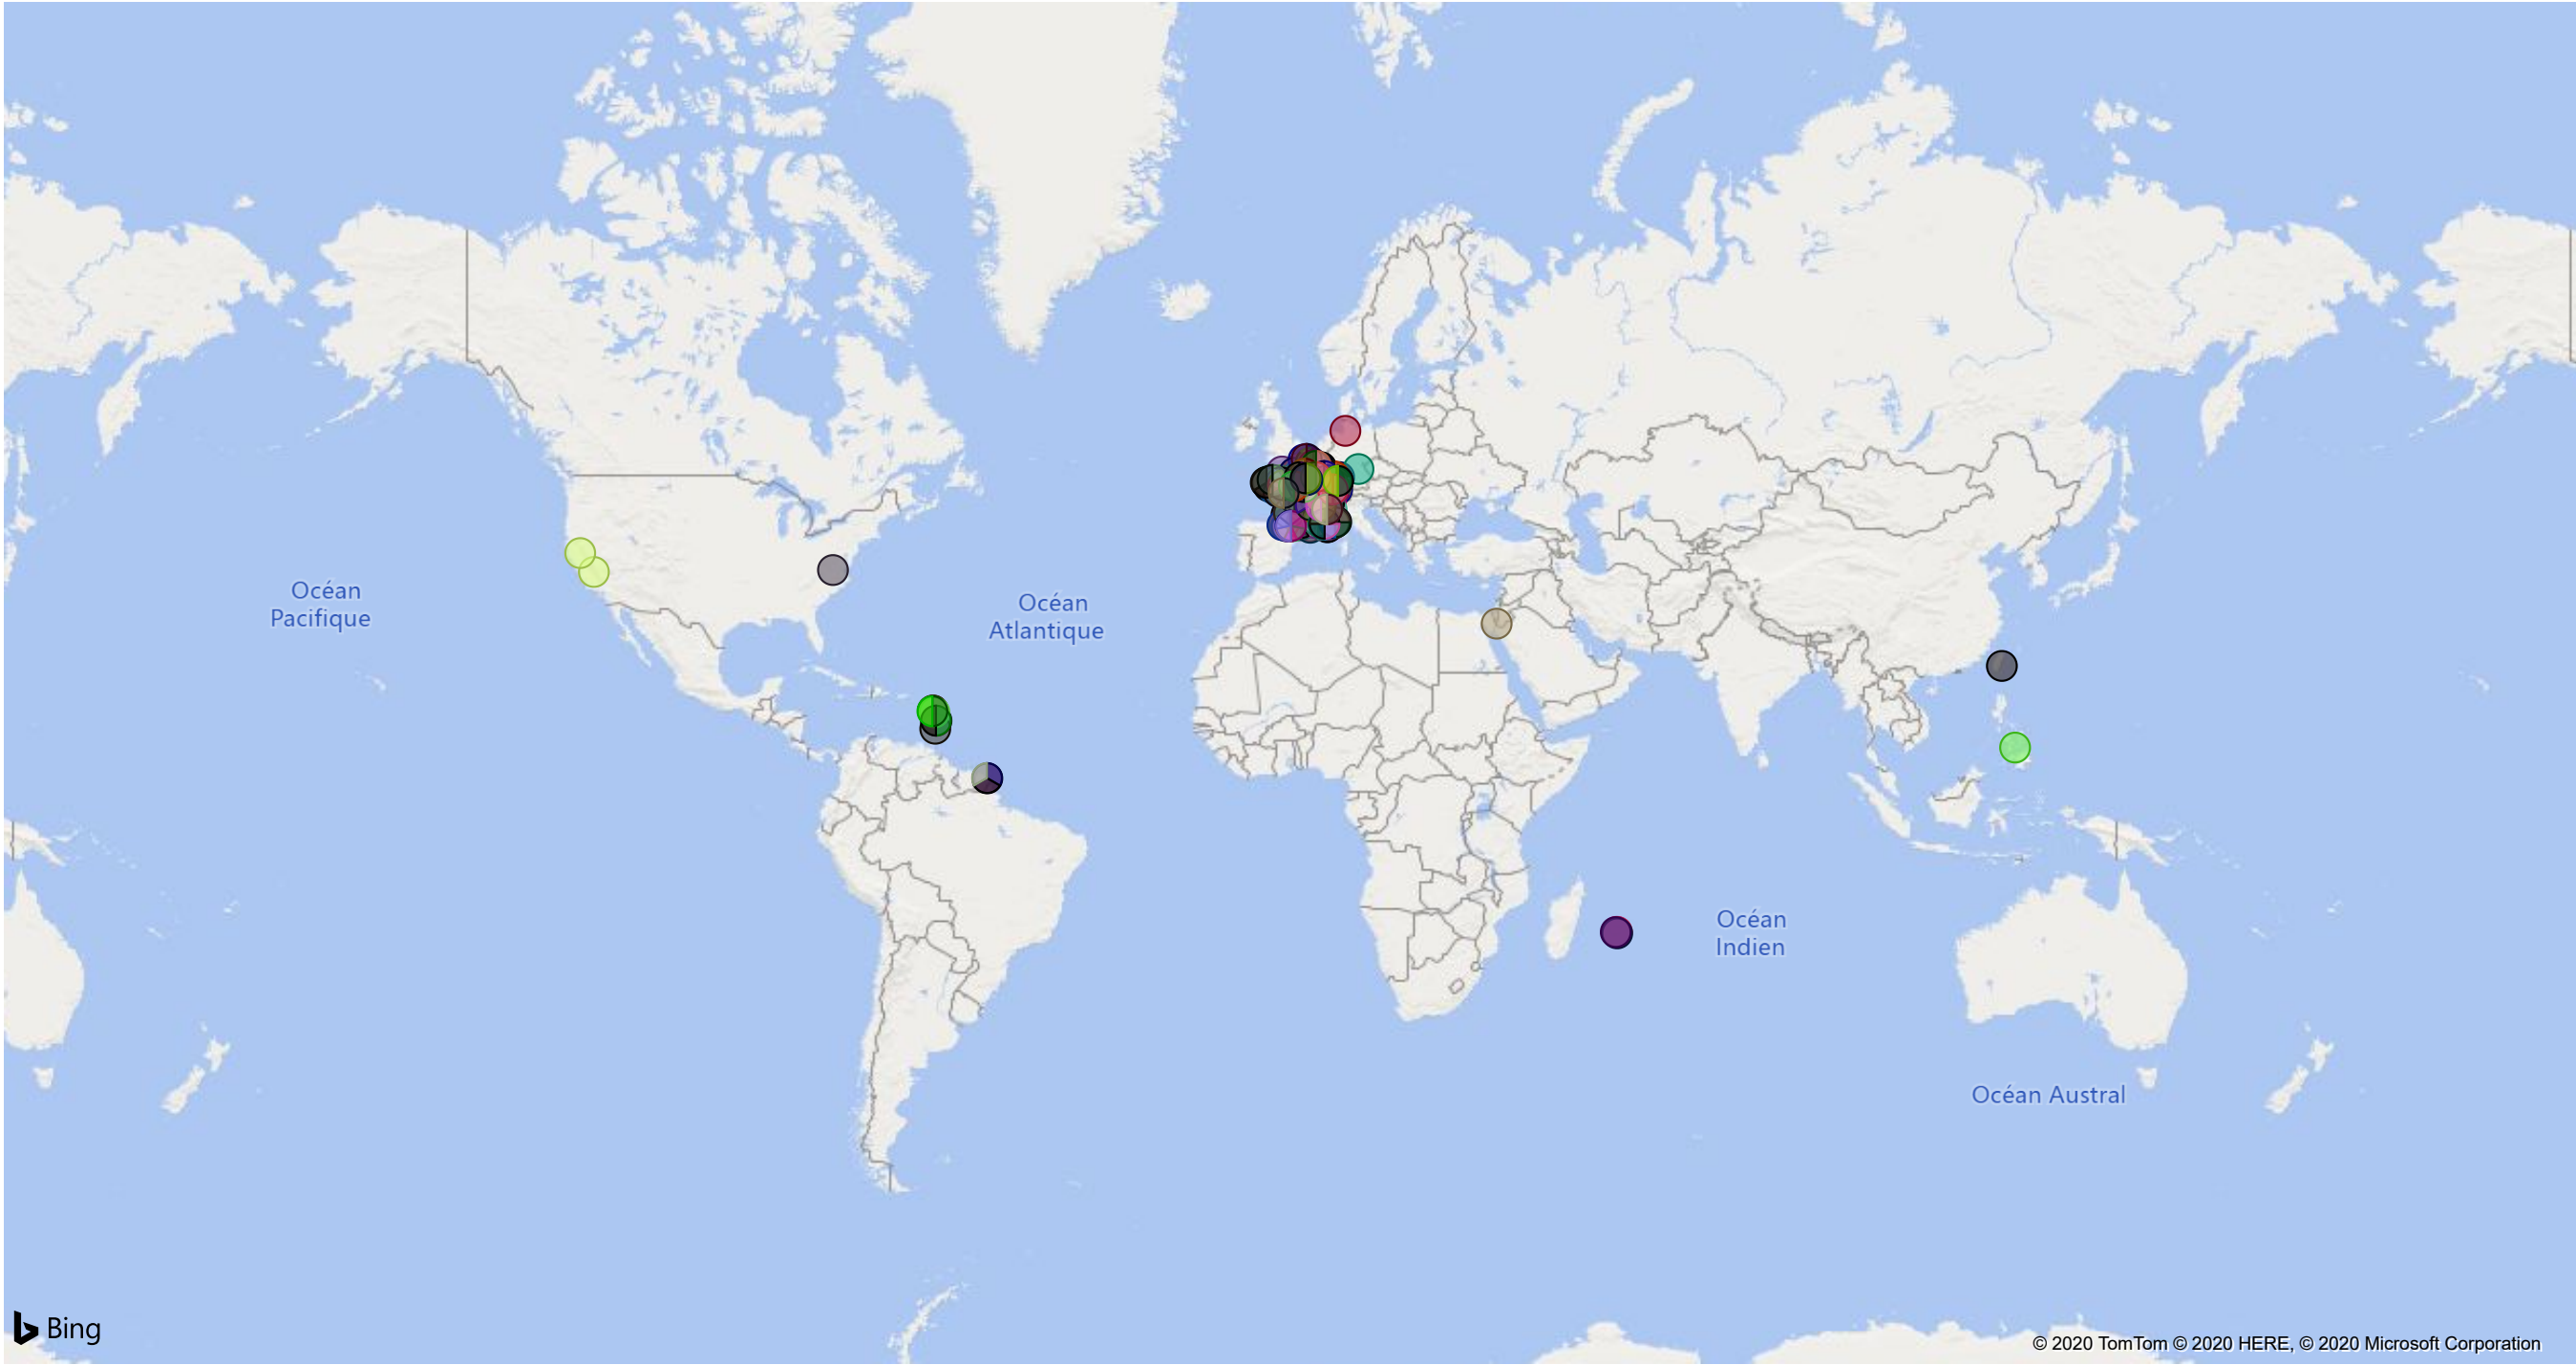 Océan
Pacifique
Océan
Atlantique
Océan
Indien
Océan Austral
Bing
© 2020 TomTom © 2020 HERE, © 2020 Microsoft Corporation